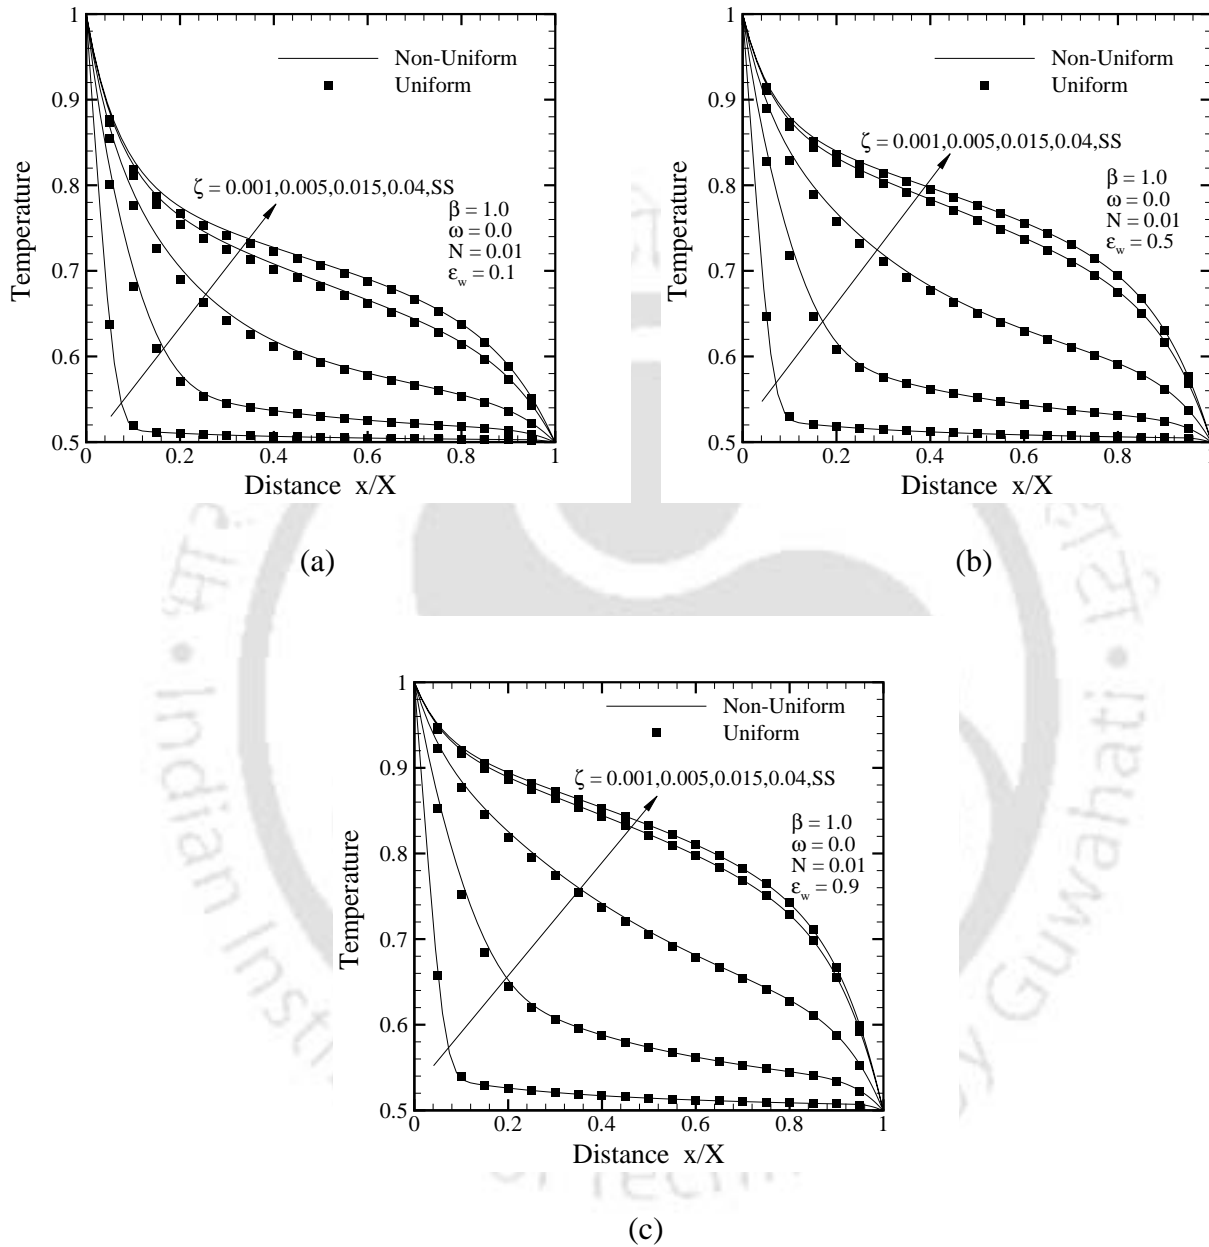 1
0.9
0.8
0.7
0.6
0.5
Temperature
Non-Uniform
Uniform
ζ = 0.001,0.005,0.015,0.04,SS
β = 1.0
ω = 0.0
N = 0.01
ε_w = 0.1
0 0.2 0.4 0.6 0.8 1
Distance x/X
(a)
1
0.9
0.8
0.7
0.6
0.5
Temperature
Non-Uniform
Uniform
ζ = 0.001,0.005,0.015,0.04,SS
β = 1.0
ω = 0.0
N = 0.01
ε_w = 0.5
0 0.2 0.4 0.6 0.8 1
Distance x/X
(b)
1
0.9
0.8
0.7
0.6
0.5
Temperature
Non-Uniform
Uniform
ζ = 0.001,0.005,0.015,0.04,SS
β = 1.0
ω = 0.0
N = 0.01
ε_w = 0.9
0 0.2 0.4 0.6 0.8 1
Distance x/X
(c)
Indian
Guwahati